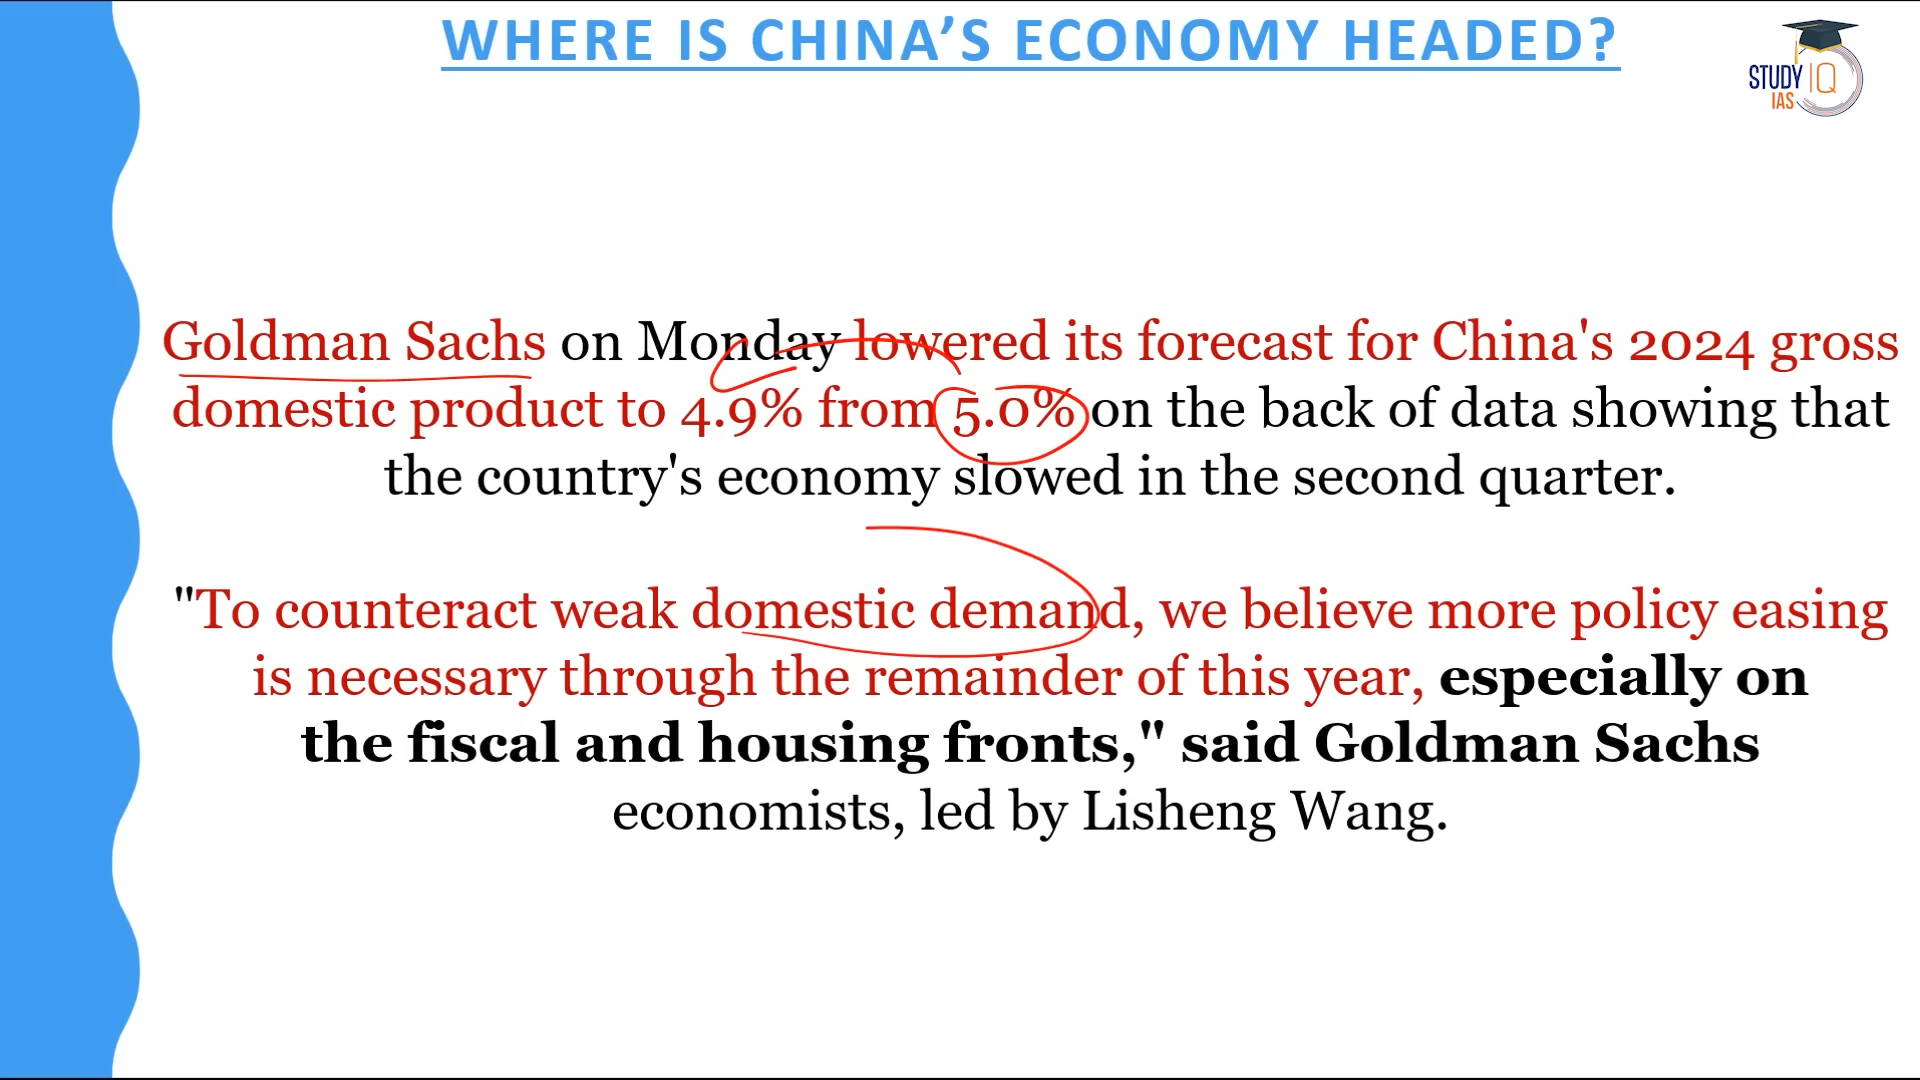 WHERE IS CHINA’S ECONOMY HEADED?
STUDY IQ
IAS
Goldman Sachs on Monday lowered its forecast for China's 2024 gross
domestic product to 4.9% from 5.0% on the back of data showing that
the country's economy slowed in the second quarter.
"To counteract weak domestic demand, we believe more policy easing
is necessary through the remainder of this year, especially on
the fiscal and housing fronts," said Goldman Sachs
economists, led by Lisheng Wang.